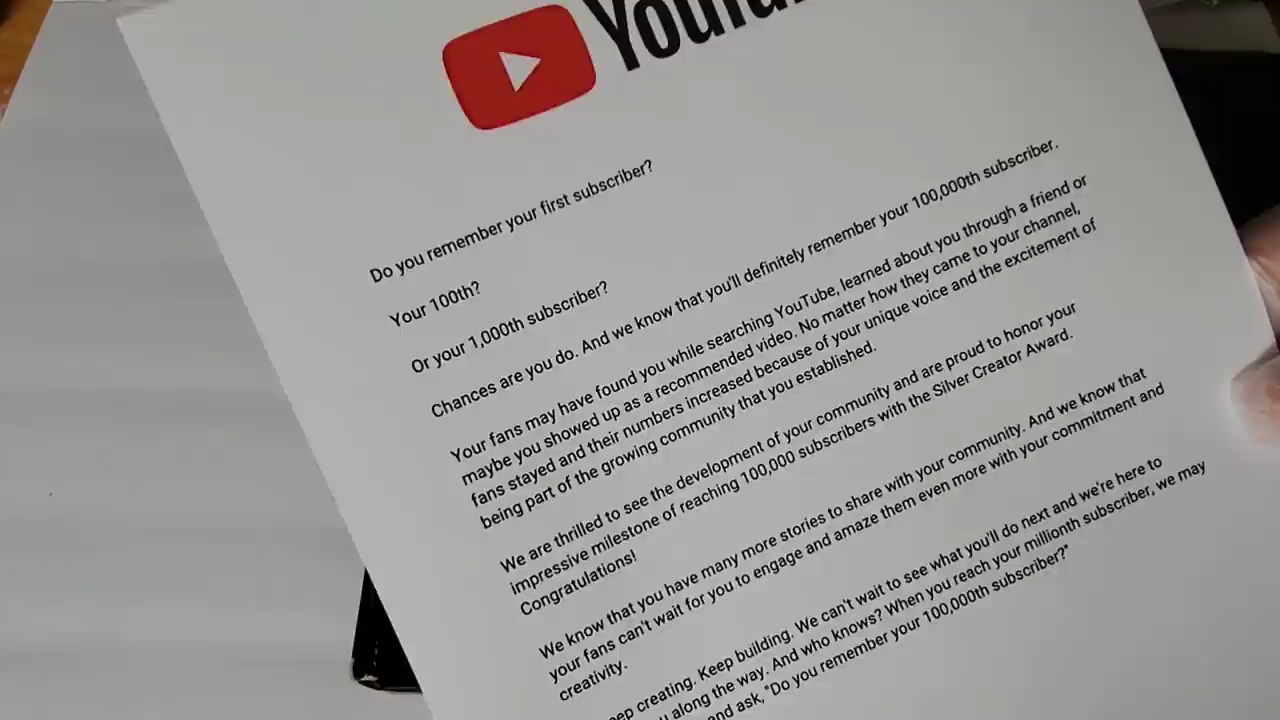 Do you remember your first subscriber?
Your 100th?
Or your 1,000th subscriber?
Chances are you do. And we know that you'll definitely remember your 100,000th subscriber.
Your fans may have found you while searching YouTube, learned about you through a friend or
maybe you showed up as a recommended video. No matter how they came to your channel,
fans stayed and their numbers increased because of your unique voice and the excitement of
being part of the growing community that you established.
We are thrilled to see the development of your community and are proud to honor your
impressive milestone of reaching 100,000 subscribers with the Silver Creator Award.
Congratulations!
We know that you have many more stories to share with your community. And we know that
your fans can't wait for you to engage and amaze them even more with your commitment and
creativity.
creating. Keep building. We can't wait to see what you'll do next and we're here to
along the way. And who knows? When you reach your millionth subscriber, we may
and ask, "Do you remember your 100,000th subscriber?"